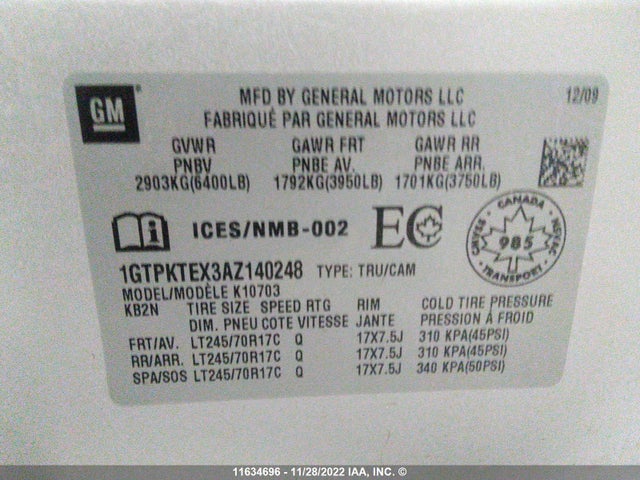 GM
MFD BY GENERAL MOTORS LLC 12/09
FABRIQUÉ PAR GENERAL MOTORS LLC
GVWR GAWR FRT GAWR RR
PNBV PNBE AV. PNBE ARR.
2903KG(6400LB) 1792KG(3950LB) 1701KG(3750LB)
i ICES/NMB-002 EC
CANADA
CMVSS 985 NSVAC
TRANSPORT
1GTPKTEX3AZ140248 TYPE: TRU/CAM
MODEL/MODÈLE K10703
KB2N TIRE SIZE SPEED RTG RIM COLD TIRE PRESSURE
DIM. PNEU COTE VITESSE JANTE PRESSION À FROID
FRT/AV. LT245/70R17C Q 17X7.5J 310 KPA(45PSI)
RR/ARR. LT245/70R17C Q 17X7.5J 310 KPA(45PSI)
SPA/SOS LT245/70R17C Q 17X7.5J 340 KPA(50PSI)
11634696 - 11/28/2022 IAA, INC. ©